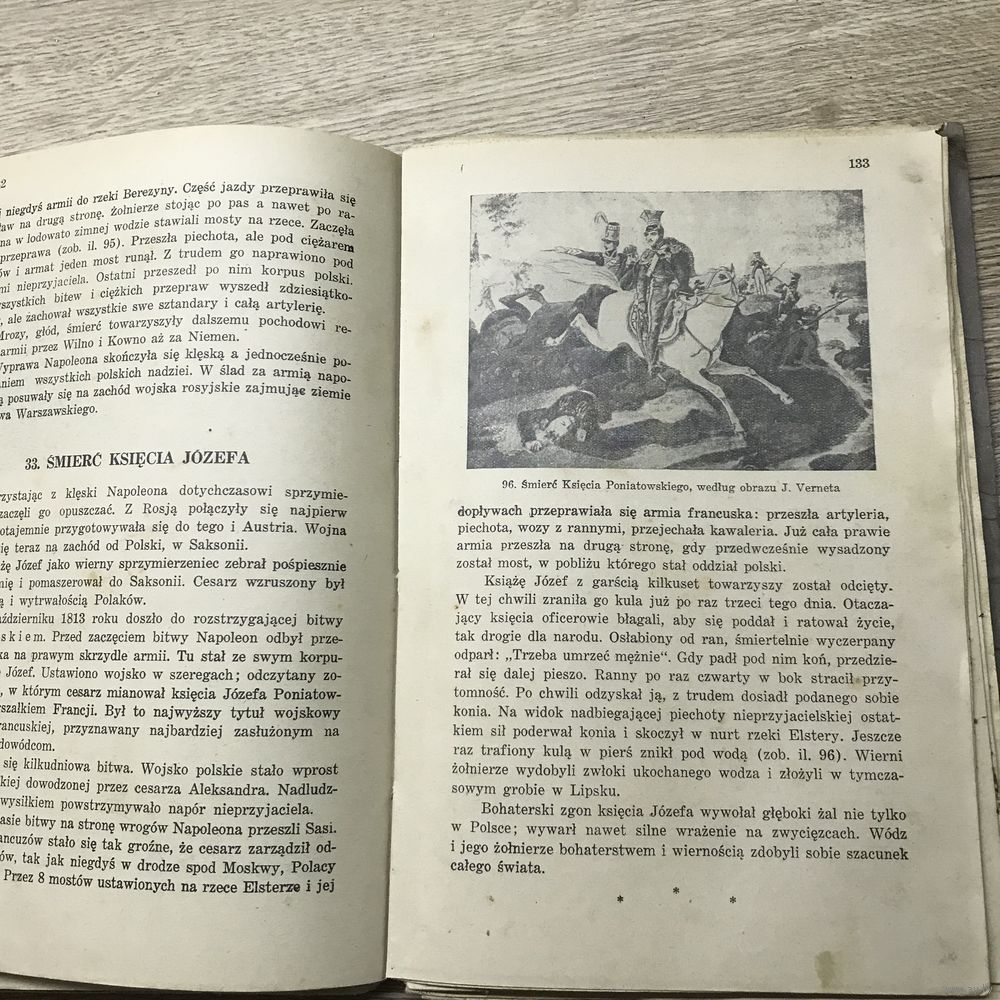 2
j niegdyś armii do rzeki Berezyny. Część jazdy przeprawiła się
ław na drugą stronę. Żołnierze stojąc po pas a nawet po ra-
na w lodowato zimnej wodzie stawiali mosty na rzece. Zaczęła
przeprawa (zob. il. 95). Przeszła piechota, ale pod ciężarem
ów i armat jeden most runął. Z trudem go naprawiono pod
mi nieprzyjaciela. Ostatni przeszedł po nim korpus polski.
szystkich bitew i ciężkich przepraw wyszedł zdziesiątko-
, ale zachował wszystkie swe sztandary i całą artylerię.
Mrozy, głód, śmierć towarzyszyły dalszemu pochodowi re-
armii przez Wilno i Kowno aż za Niemen.
Wyprawa Napoleona skończyła się klęską a jednocześnie po-
aniem wszystkich polskich nadziei. W ślad za armią napo-
ą posuwały się na zachód wojska rosyjskie zajmując ziemie
wa Warszawskiego.
33. ŚMIERĆ KSIĘCIA JÓZEFA
rzystając z klęski Napoleona dotychczasowi sprzymie-
zaczęli go opuszczać. Z Rosją połączyły się najpierw
otajemnie przygotowywała się do tego i Austria. Wojna
ię teraz na zachód od Polski, w Saksonii.
żę Józef jako wierny sprzymierzeniec zebrał pośpiesznie
mię i pomaszerował do Saksonii. Cesarz wzruszony był
ą i wytrwałością Polaków.
aździerniku 1813 roku doszło do rozstrzygającej bitwy
skiem. Przed zaczęciem bitwy Napoleon odbył prze-
ka na prawym skrzydle armii. Tu stał ze swym korpu-
Józef. Ustawiono wojsko w szeregach; odczytany zo-
, w którym cesarz mianował księcia Józefa Poniatow-
rszałkiem Francji. Był to najwyższy tytuł wojskowy
rancuskiej, przyznawany najbardziej zasłużonym na
dowódcom.
się kilkudniowa bitwa. Wojsko polskie stało wprost
kiej dowodzonej przez cesarza Aleksandra. Nadludz-
wysiłkiem powstrzymywało napór nieprzyjaciela.
asie bitwy na stronę wrogów Napoleona przeszli Sasi.
ancuzów stało się tak groźne, że cesarz zarządził od-
ów, tak jak niegdyś w drodze spod Moskwy, Polacy
Przez 8 mostów ustawionych na rzece Elsterze i jej
133
96. Śmierć Księcia Poniatowskiego, według obrazu J. Verneta
dopływach przeprawiała się armia francuska: przeszła artyleria,
piechota, wozy z rannymi, przejechała kawaleria. Już cała prawie
armia przeszła na drugą stronę, gdy przedwcześnie wysadzony
został most, w pobliżu którego stał oddział polski.
Książę Józef z garścią kilkuset towarzyszy został odcięty.
W tej chwili zraniła go kula już po raz trzeci tego dnia. Otacza-
jący księcia oficerowie błagali, aby się poddał i ratował życie,
tak drogie dla narodu. Osłabiony od ran, śmiertelnie wyczerpany
odparł: „Trzeba umrzeć mężnie“. Gdy padł pod nim koń, przedzie-
rał się dalej pieszo. Ranny po raz czwarty w bok stracił przy-
tomność. Po chwili odzyskał ją, z trudem dosiadł podanego sobie
konia. Na widok nadbiegającej piechoty nieprzyjacielskiej ostat-
kiem sił poderwał konia i skoczył w nurt rzeki Elstery. Jeszcze
raz trafiony kulą w pierś znikł pod wodą (zob. il. 96). Wierni
żołnierze wydobyli zwłoki ukochanego wodza i złożyli w tymcza-
sowym grobie w Lipsku.
Bohaterski zgon księcia Józefa wywołał głęboki żal nie tylko
w Polsce; wywarł nawet silne wrażenie na zwycięzcach. Wódz
i jego żołnierze bohaterstwem i wiernością zdobyli sobie szacunek
całego świata.
* * *